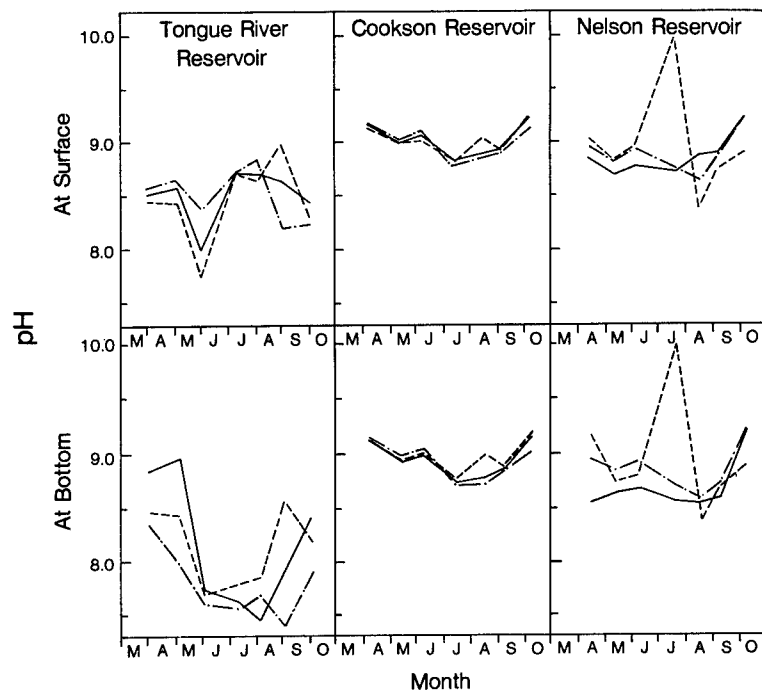 Tongue River
Reservoir
Cookson Reservoir
Nelson Reservoir
10.0
9.0
8.0
At Surface
M A M J J A S O
M A M J J A S O
M A M J J A S O
pH
10.0
9.0
8.0
At Bottom
M A M J J A S O
M A M J J A S O
M A M J J A S O
Month